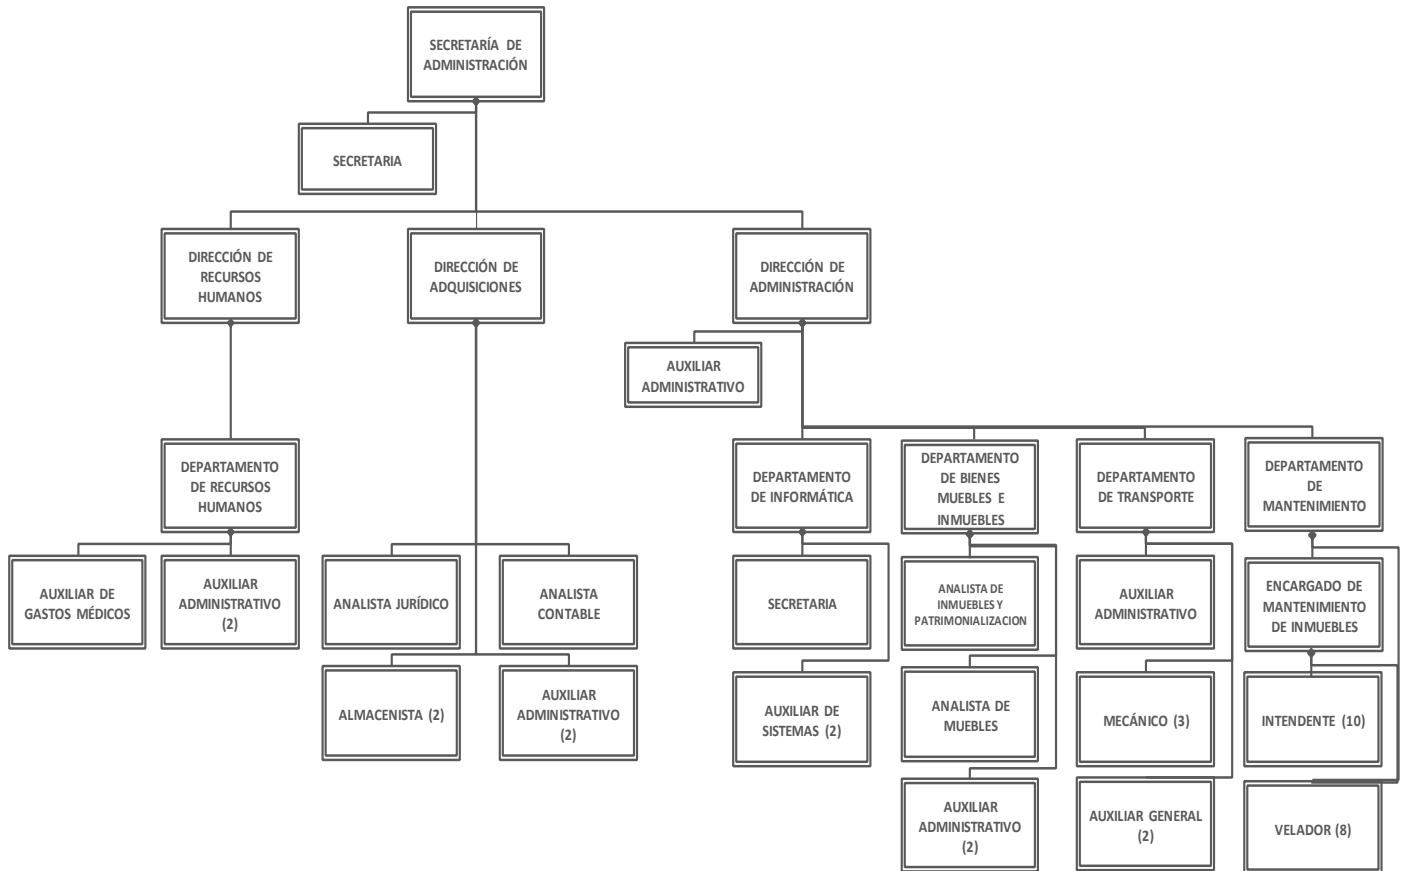 SECRETARÍA DE
ADMINISTRACIÓN
SECRETARIA
DIRECCIÓN DE
RECURSOS
HUMANOS
DIRECCIÓN DE
ADQUISICIONES
DIRECCIÓN DE
ADMINISTRACIÓN
AUXILIAR
ADMINISTRATIVO
DEPARTAMENTO
DE RECURSOS
HUMANOS
DEPARTAMENTO
DE INFORMÁTICA
DEPARTAMENTO
DE BIENES
MUEBLES E
INMUEBLES
DEPARTAMENTO
DE TRANSPORTE
DEPARTAMENTO
DE
MANTENIMIENTO
AUXILIAR DE
GASTOS MÉDICOS
AUXILIAR
ADMINISTRATIVO
(2)
ANALISTA JURÍDICO
ANALISTA
CONTABLE
SECRETARIA
ANALISTA DE
INMUEBLES Y
PATRIMONIALIZACION
AUXILIAR
ADMINISTRATIVO
ENCARGADO DE
MANTENIMIENTO
DE INMUEBLES
ALMACENISTA (2)
AUXILIAR
ADMINISTRATIVO
(2)
AUXILIAR DE
SISTEMAS (2)
ANALISTA DE
MUEBLES
MECÁNICO (3)
INTENDENTE (10)
AUXILIAR
ADMINISTRATIVO
(2)
AUXILIAR GENERAL
(2)
VELADOR (8)